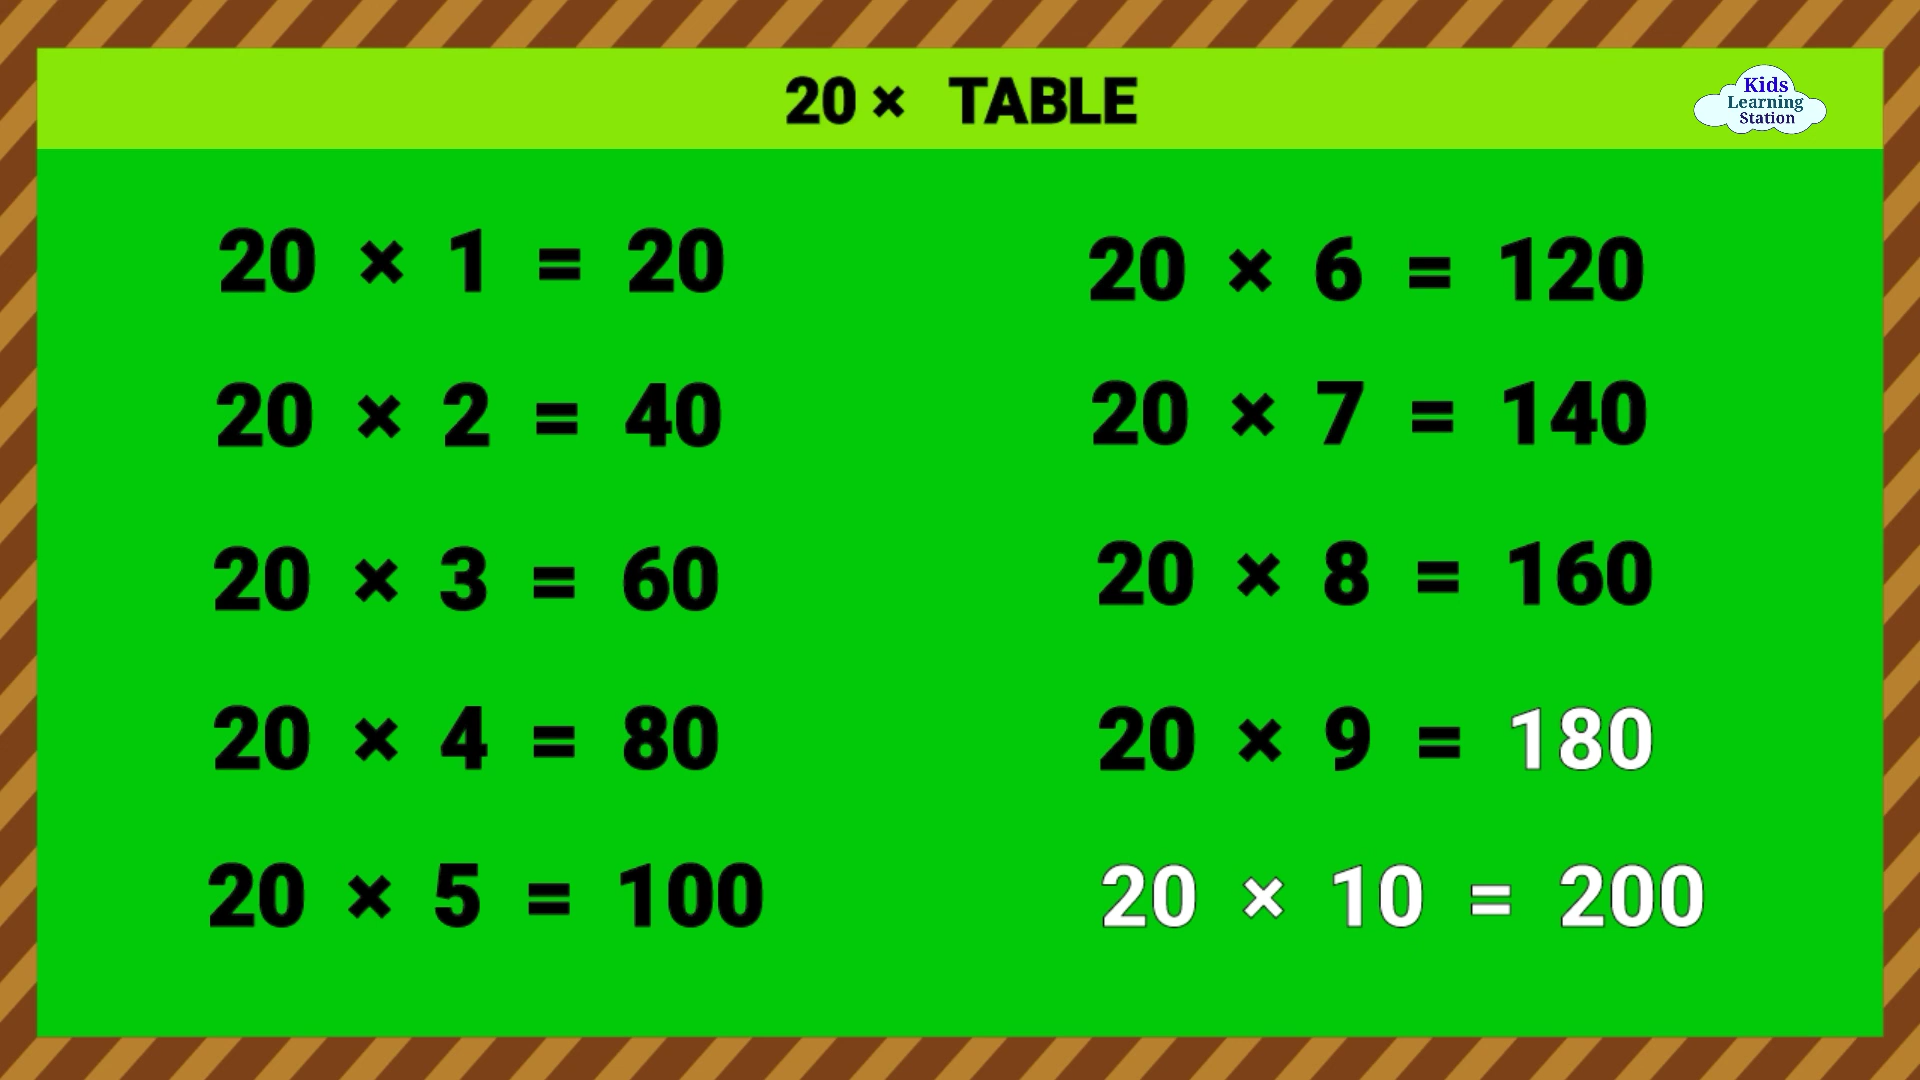 20 × TABLE
Kids
Learning
Station
20 × 1 = 20
20 × 2 = 40
20 × 3 = 60
20 × 4 = 80
20 × 5 = 100
20 × 6 = 120
20 × 7 = 140
20 × 8 = 160
20 × 9 = 180
20 × 10 = 200